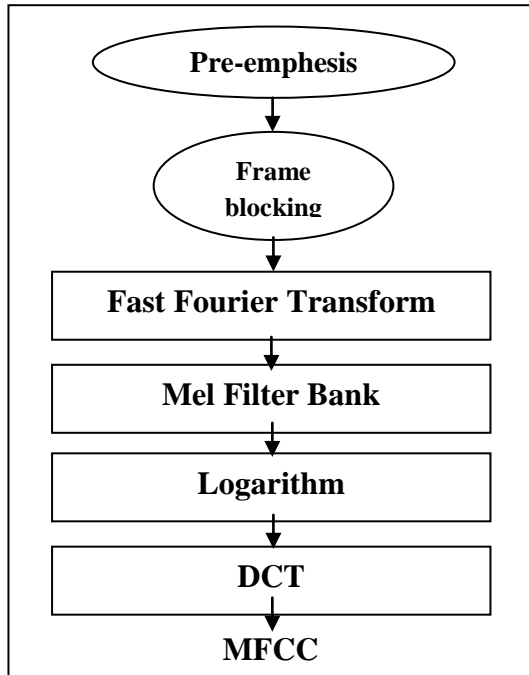 Pre-emphesis
Frame
blocking
Fast Fourier Transform
Mel Filter Bank
Logarithm
DCT
MFCC